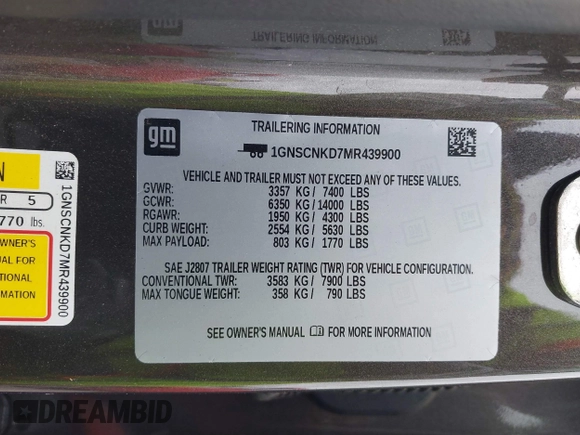 gm
TRAILERING INFORMATION
1GNSCNKD7MR439900
VEHICLE AND TRAILER MUST NOT EXCEED ANY OF THESE VALUES.
GVWR: 3357 KG / 7400 LBS
GCWR: 6350 KG / 14000 LBS
RGAWR: 1950 KG / 4300 LBS
CURB WEIGHT: 2554 KG / 5630 LBS
MAX PAYLOAD: 803 KG / 1770 LBS
SAE J2807 TRAILER WEIGHT RATING (TWR) FOR VEHICLE CONFIGURATION.
CONVENTIONAL TWR: 3583 KG / 7900 LBS
MAX TONGUE WEIGHT: 358 KG / 790 LBS
SEE OWNER'S MANUAL FOR MORE INFORMATION
N
R 5
770 lbs.
OWNER'S
UAL FOR
TIONAL
RMATION
1GNSCNKD7MR439900
DREAMBID